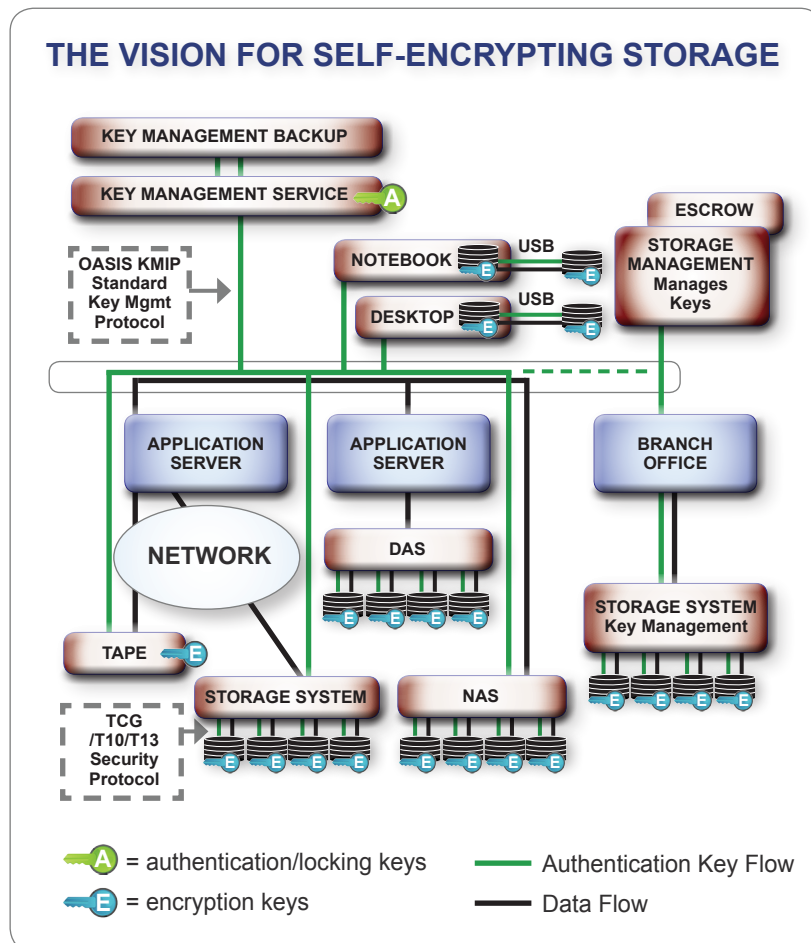 THE VISION FOR SELF-ENCRYPTING STORAGE
KEY MANAGEMENT BACKUP
KEY MANAGEMENT SERVICE
A
ESCROW
STORAGE
MANAGEMENT
Manages
Keys
OASIS KMIP
Standard
Key Mgmt
Protocol
NOTEBOOK
E
USB
E
DESKTOP
E
USB
E
APPLICATION
SERVER
APPLICATION
SERVER
BRANCH
OFFICE
NETWORK
DAS
E
E
E
E
STORAGE SYSTEM
Key Management
E
E
E
E
TAPE
E
STORAGE SYSTEM
E
E
E
E
NAS
E
E
E
E
TCG
/T10/T13
Security
Protocol
A = authentication/locking keys
E = encryption keys
Authentication Key Flow
Data Flow